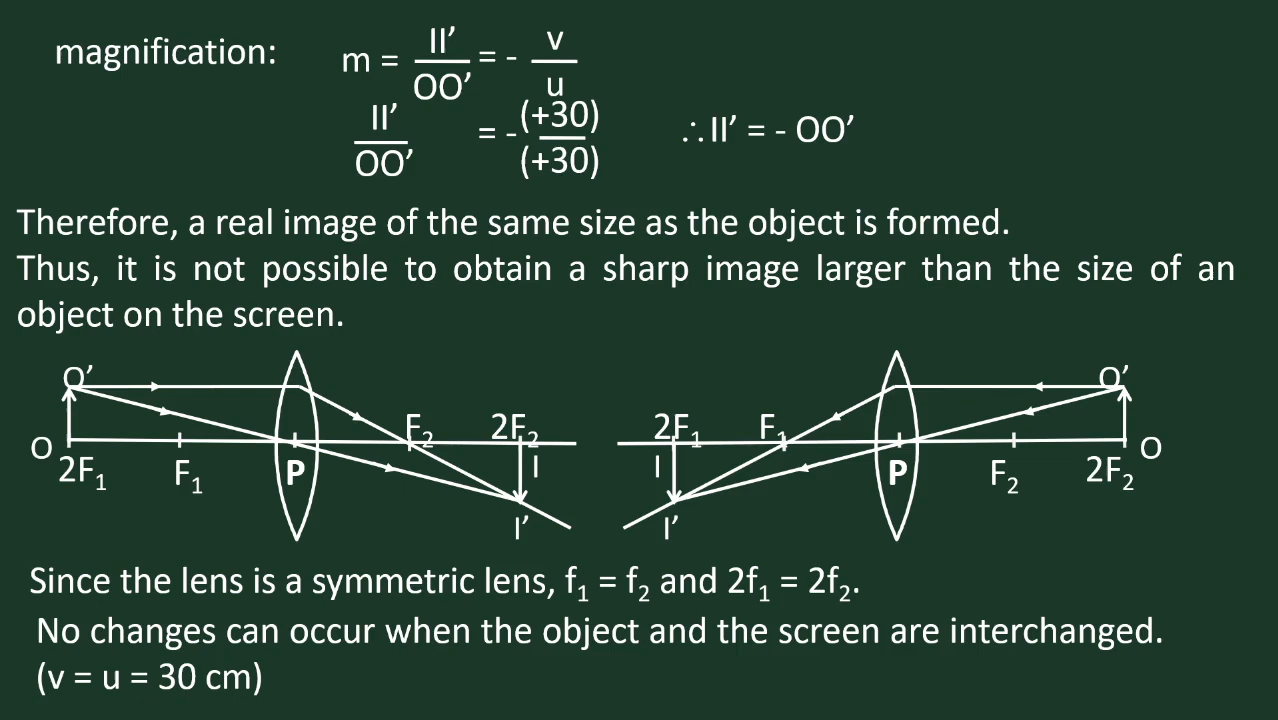 magnification: m = II’/OO’ = - v/u
II’/OO’ = - (+30)/(+30) ∴II’ = - OO’
Therefore, a real image of the same size as the object is formed.
Thus, it is not possible to obtain a sharp image larger than the size of an
object on the screen.
O’ O’
F₂ 2F₂ 2F₁ F₁
O 2F₁ F₁ P I I P F₂ 2F₂ O
I’ I’
Since the lens is a symmetric lens, f₁ = f₂ and 2f₁ = 2f₂.
No changes can occur when the object and the screen are interchanged.
(v = u = 30 cm)